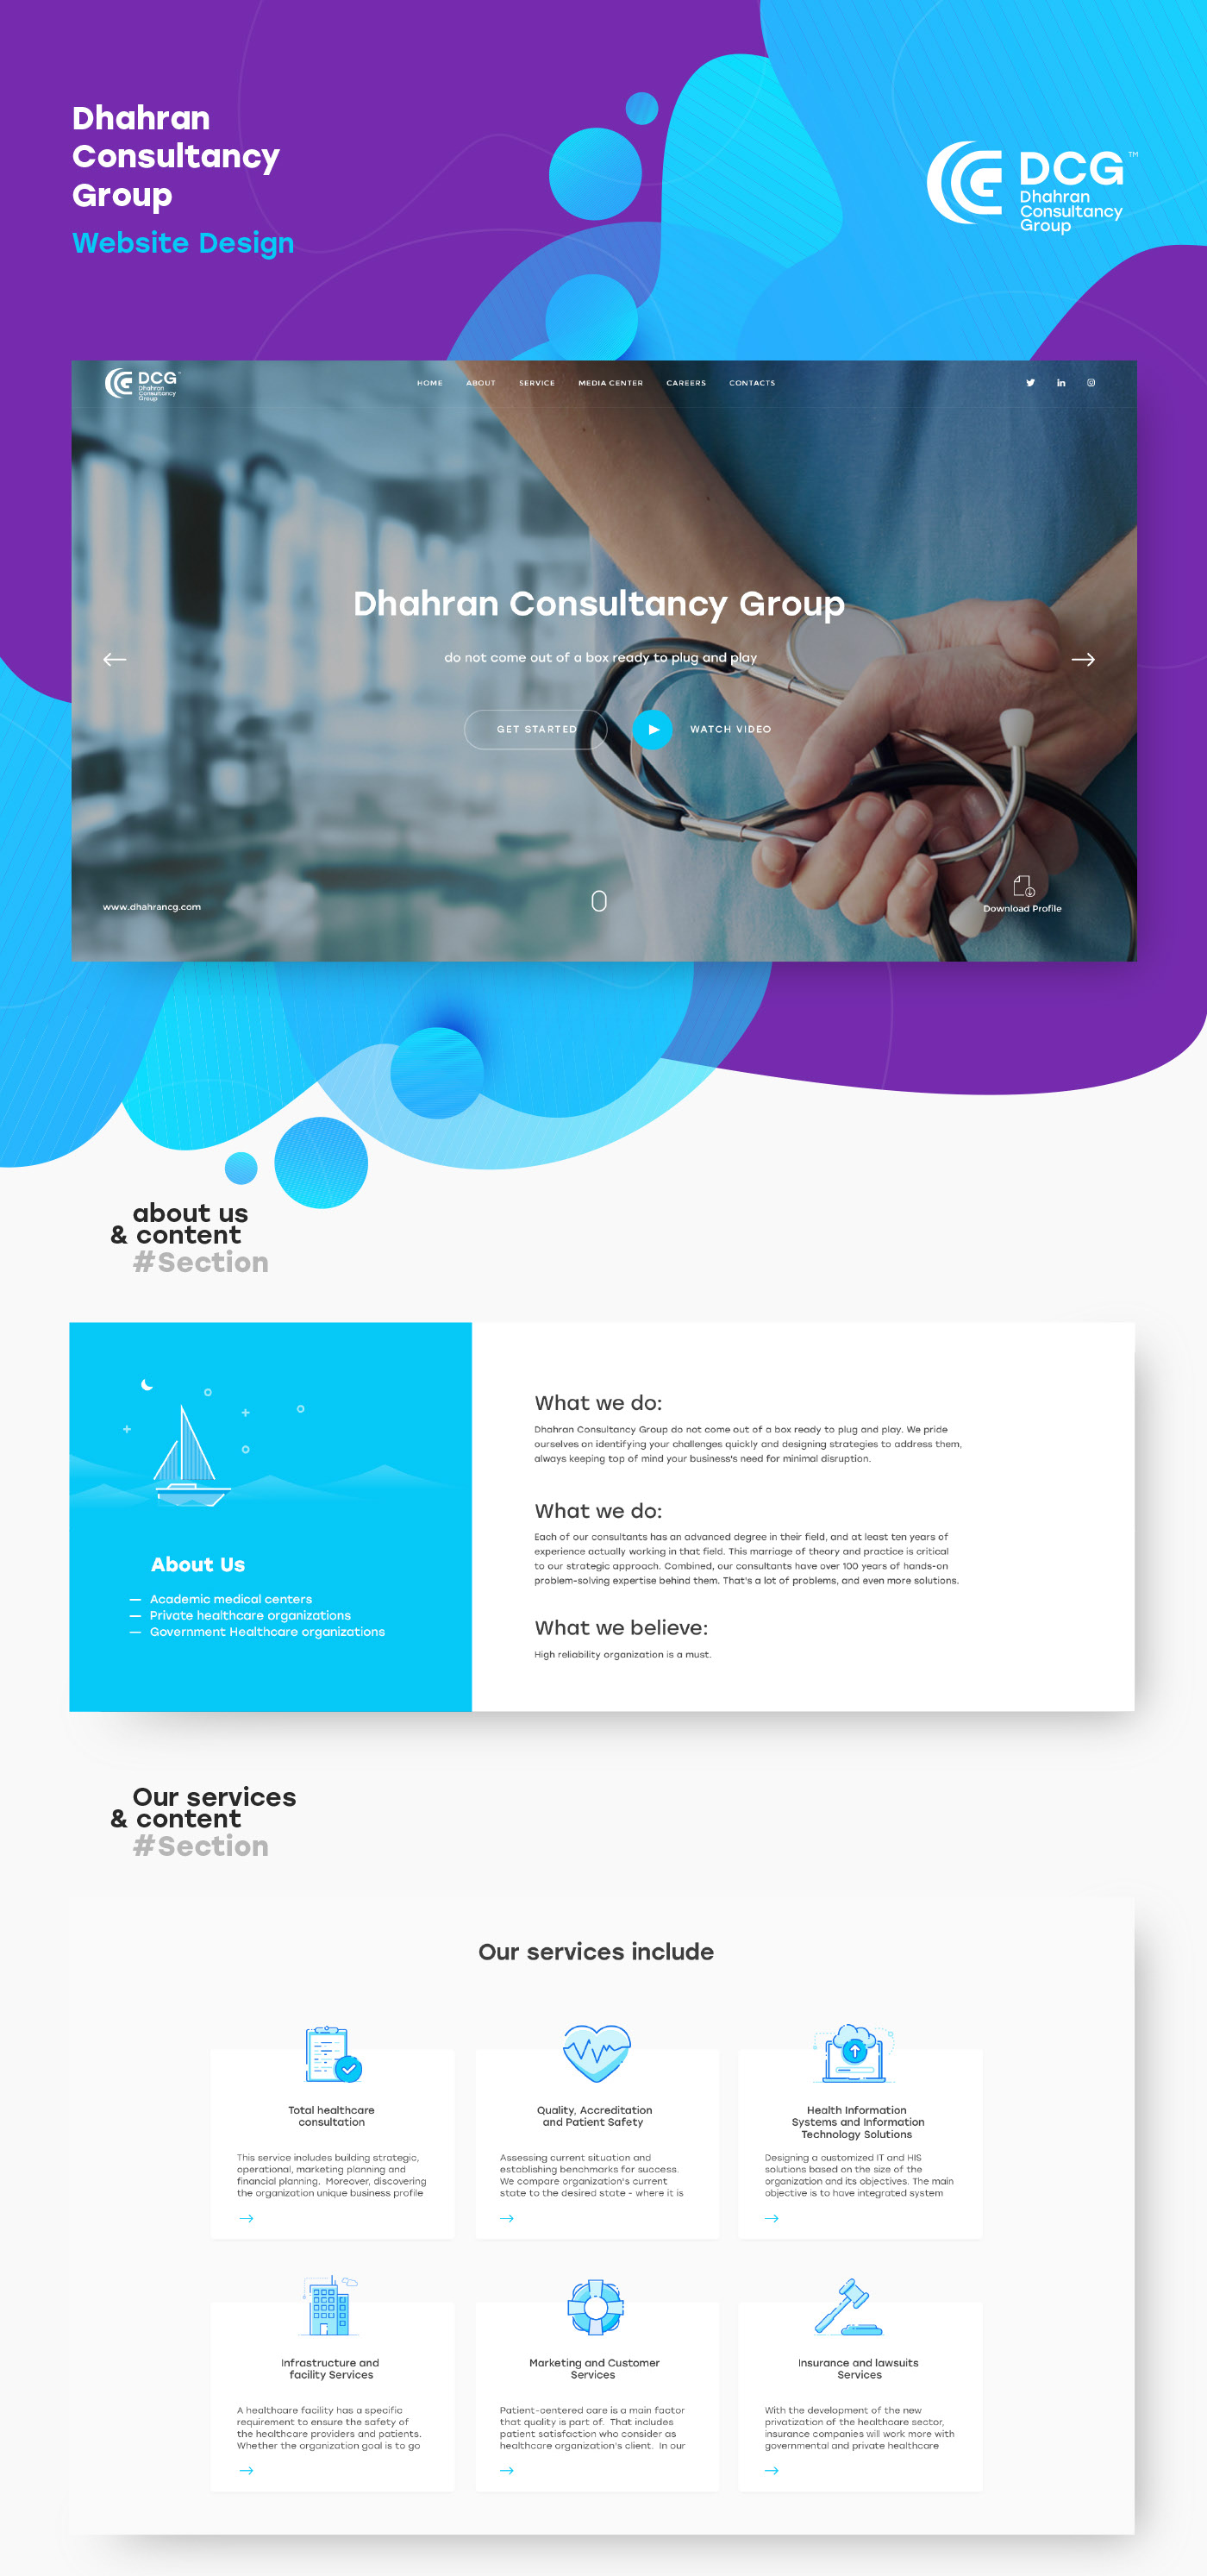 Dhahran
Consultancy
Group
Website Design
DCG™
Dhahran
Consultancy
Group
DCG
Dhahran
Consultancy
Group
HOME ABOUT SERVICE MEDIA CENTER CAREERS CONTACTS
Dhahran Consultancy Group
do not come out of a box ready to plug and play
GET STARTED
WATCH VIDEO
www.dhahrancg.com
Download Profile
about us
& content
#Section
About Us
— Academic medical centers
— Private healthcare organizations
— Government Healthcare organizations
What we do:
Dhahran Consultancy Group do not come out of a box ready to plug and play. We pride
ourselves on identifying your challenges quickly and designing strategies to address them,
always keeping top of mind your business's need for minimal disruption.
What we do:
Each of our consultants has an advanced degree in their field, and at least ten years of
experience actually working in that field. This marriage of theory and practice is critical
to our strategic approach. Combined, our consultants have over 100 years of hands-on
problem-solving expertise behind them. That's a lot of problems, and even more solutions.
What we believe:
High reliability organization is a must.
Our services
& content
#Section
Our services include
Total healthcare
consultation
This service includes building strategic,
operational, marketing planning and
financial planning. Moreover, discovering
the organization unique business profile
Quality, Accreditation
and Patient Safety
Assessing current situation and
establishing benchmarks for success.
We compare organization's current
state to the desired state - where it is
Health Information
Systems and Information
Technology Solutions
Designing a customized IT and HIS
solutions based on the size of the
organization and its objectives. The main
objective is to have integrated system
Infrastructure and
facility Services
A healthcare facility has a specific
requirement to ensure the safety of
the healthcare providers and patients.
Whether the organization goal is to go
Marketing and Customer
Services
Patient-centered care is a main factor
that quality is part of. That includes
patient satisfaction who consider as
healthcare organization's client. In our
Insurance and lawsuits
Services
With the development of the new
privatization of the healthcare sector,
insurance companies will work more with
governmental and private healthcare